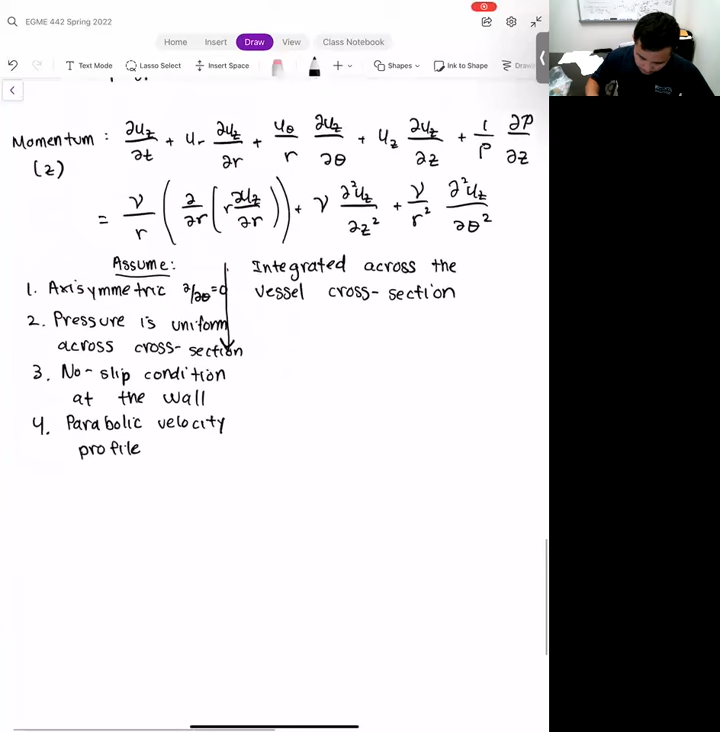 EGME 442 Spring 2022
Home Insert Draw View Class Notebook
Text Mode Lasso Select Insert Space Shapes Ink to Shape Draw
Momentum : ∂u_z/∂t + u_r ∂u_z/∂r + u_θ/r ∂u_z/∂θ + u_z ∂u_z/∂z + 1/ρ ∂P/∂z
(z)
= ν/r (∂/∂r (r ∂u_z/∂r)) + ν ∂²u_z/∂z² + ν/r² ∂²u_z/∂θ²
Assume:
1. Axisymmetric ∂/∂θ=0
2. Pressure is uniform
across cross-section
3. No-slip condition
at the wall
4. Parabolic velocity
profile
Integrated across the
vessel cross-section